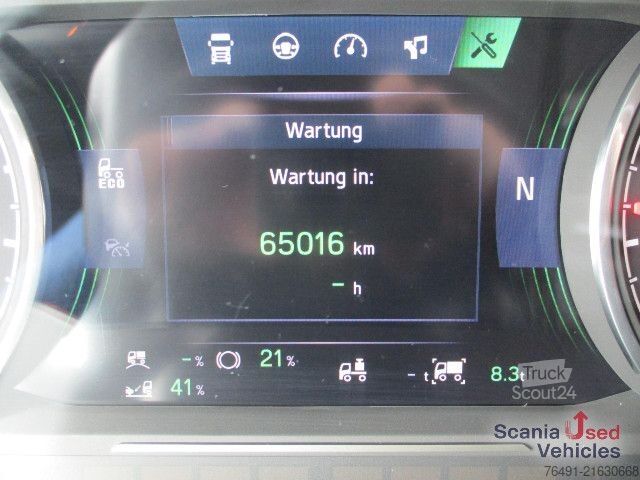 Wartung
Wartung in:
ECO
N
65016 km
- h
- %
21 %
- t
8.3 t
41 %
Truck
Scout24
Scania Used
Vehicles
76491-21630668